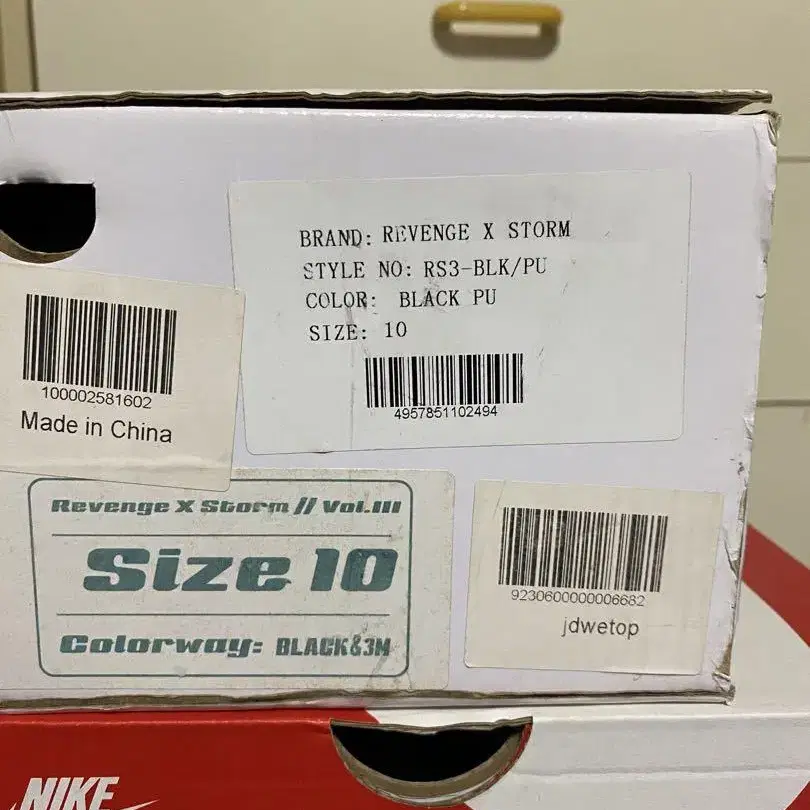 BRAND: REVENGE X STORM
STYLE NO: RS3-BLK/PU
COLOR: BLACK PU
SIZE: 10
4957851102494
100002581602
Made in China
Revenge X Storm // Vol.III
Size 10
Colorway: BLACK&3M
9230600000006682
jdwetop
NIKE